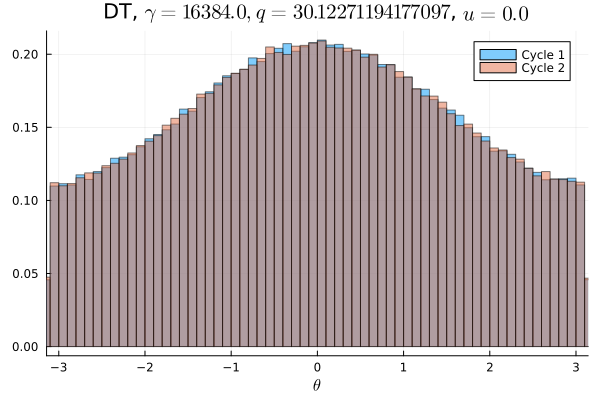 DT, γ = 16384.0, q = 30.12271194177097, u = 0.0
Cycle 1
Cycle 2
0.20
0.15
0.10
0.05
0.00
−3 −2 −1 0 1 2 3
θ